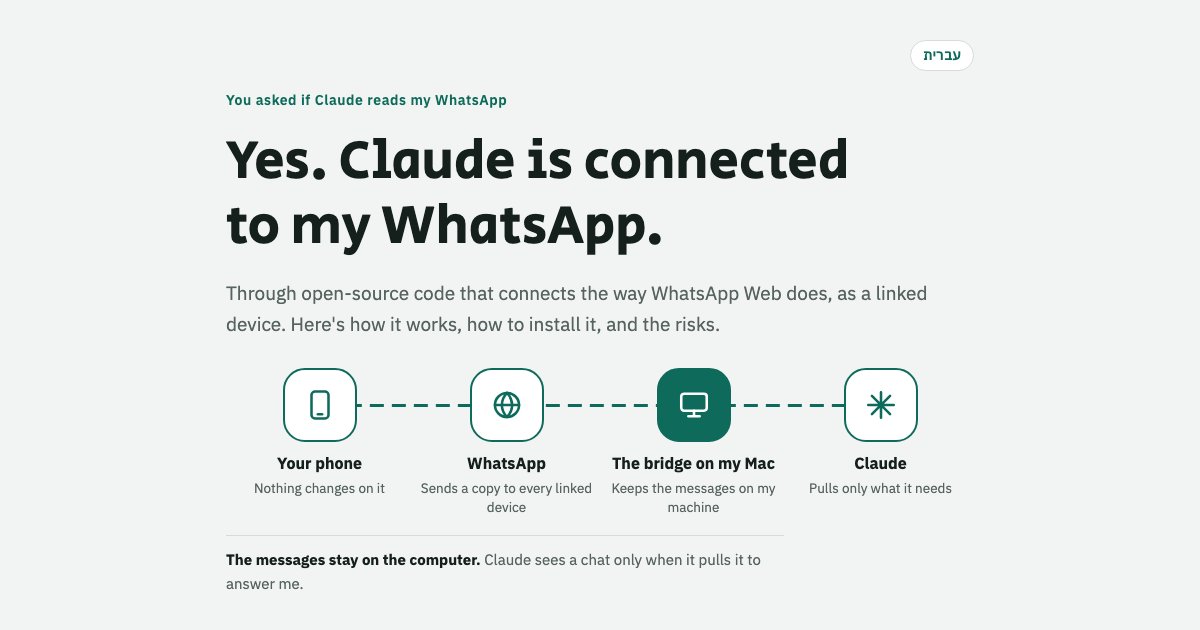 עברית
You asked if Claude reads my WhatsApp
Yes. Claude is connected
to my WhatsApp.
Through open-source code that connects the way WhatsApp Web does, as a linked
device. Here's how it works, how to install it, and the risks.
Your phone
Nothing changes on it
WhatsApp
Sends a copy to every linked
device
The bridge on my Mac
Keeps the messages on my
machine
Claude
Pulls only what it needs
The messages stay on the computer. Claude sees a chat only when it pulls it to
answer me.